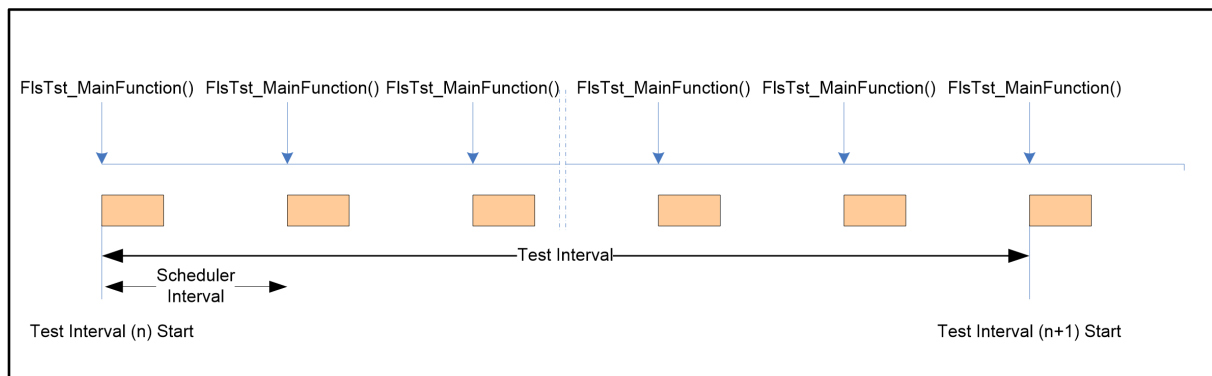 FlsTst_MainFunction() FlsTst_MainFunction() FlsTst_MainFunction() FlsTst_MainFunction() FlsTst_MainFunction() FlsTst_MainFunction()
Test Interval
Scheduler
Interval
Test Interval (n) Start
Test Interval (n+1) Start